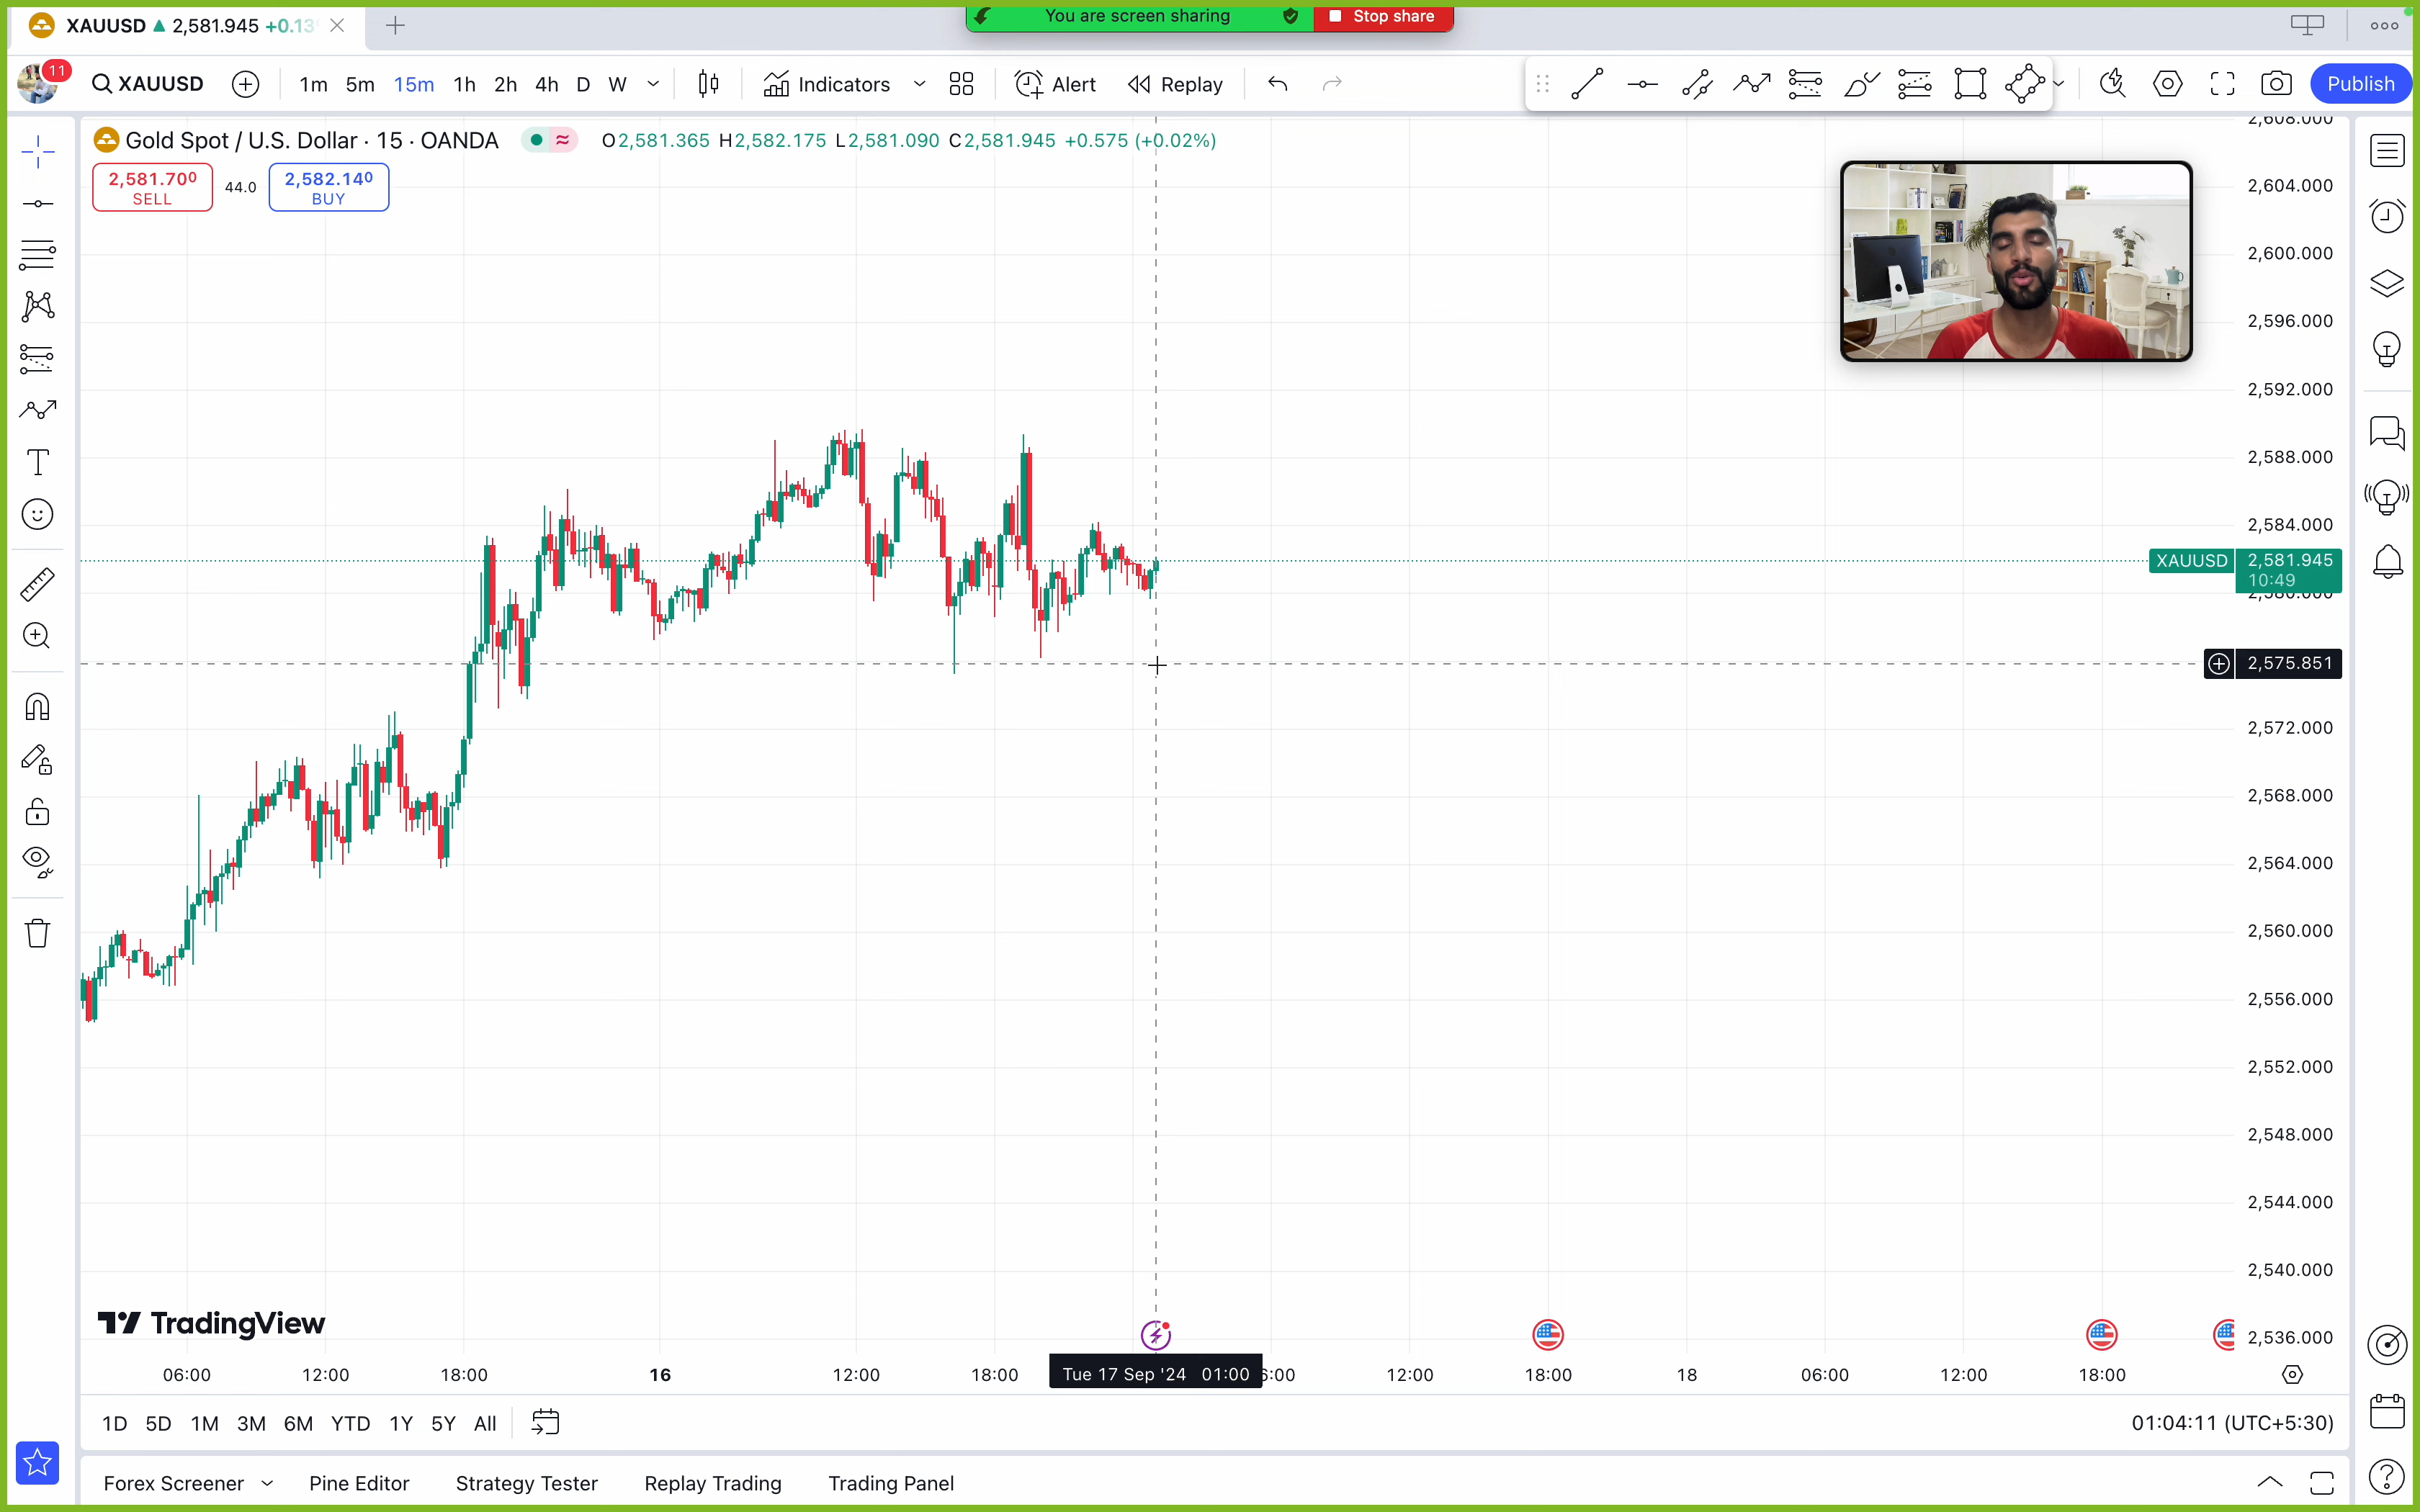 XAUUSD ▲ 2,581.945 +0.13
You are screen sharing
Stop share
11
XAUUSD
1m 5m 15m 1h 2h 4h D W
Indicators
Alert
Replay
Publish
Gold Spot / U.S. Dollar · 15 · OANDA
O2,581.365 H2,582.175 L2,581.090 C2,581.945 +0.575 (+0.02%)
2,581.700
SELL
44.0
2,582.140
BUY
2,608.000
2,604.000
2,600.000
2,596.000
2,592.000
2,588.000
2,584.000
XAUUSD
2,581.945
10:49
2,580.000
2,575.851
2,572.000
2,568.000
2,564.000
2,560.000
2,556.000
2,552.000
2,548.000
2,544.000
2,540.000
2,536.000
TradingView
06:00 12:00 18:00 16 12:00 18:00 Tue 17 Sep '24 01:00 6:00 12:00 18:00 18 06:00 12:00 18:00
1D 5D 1M 3M 6M YTD 1Y 5Y All
01:04:11 (UTC+5:30)
Forex Screener Pine Editor Strategy Tester Replay Trading Trading Panel